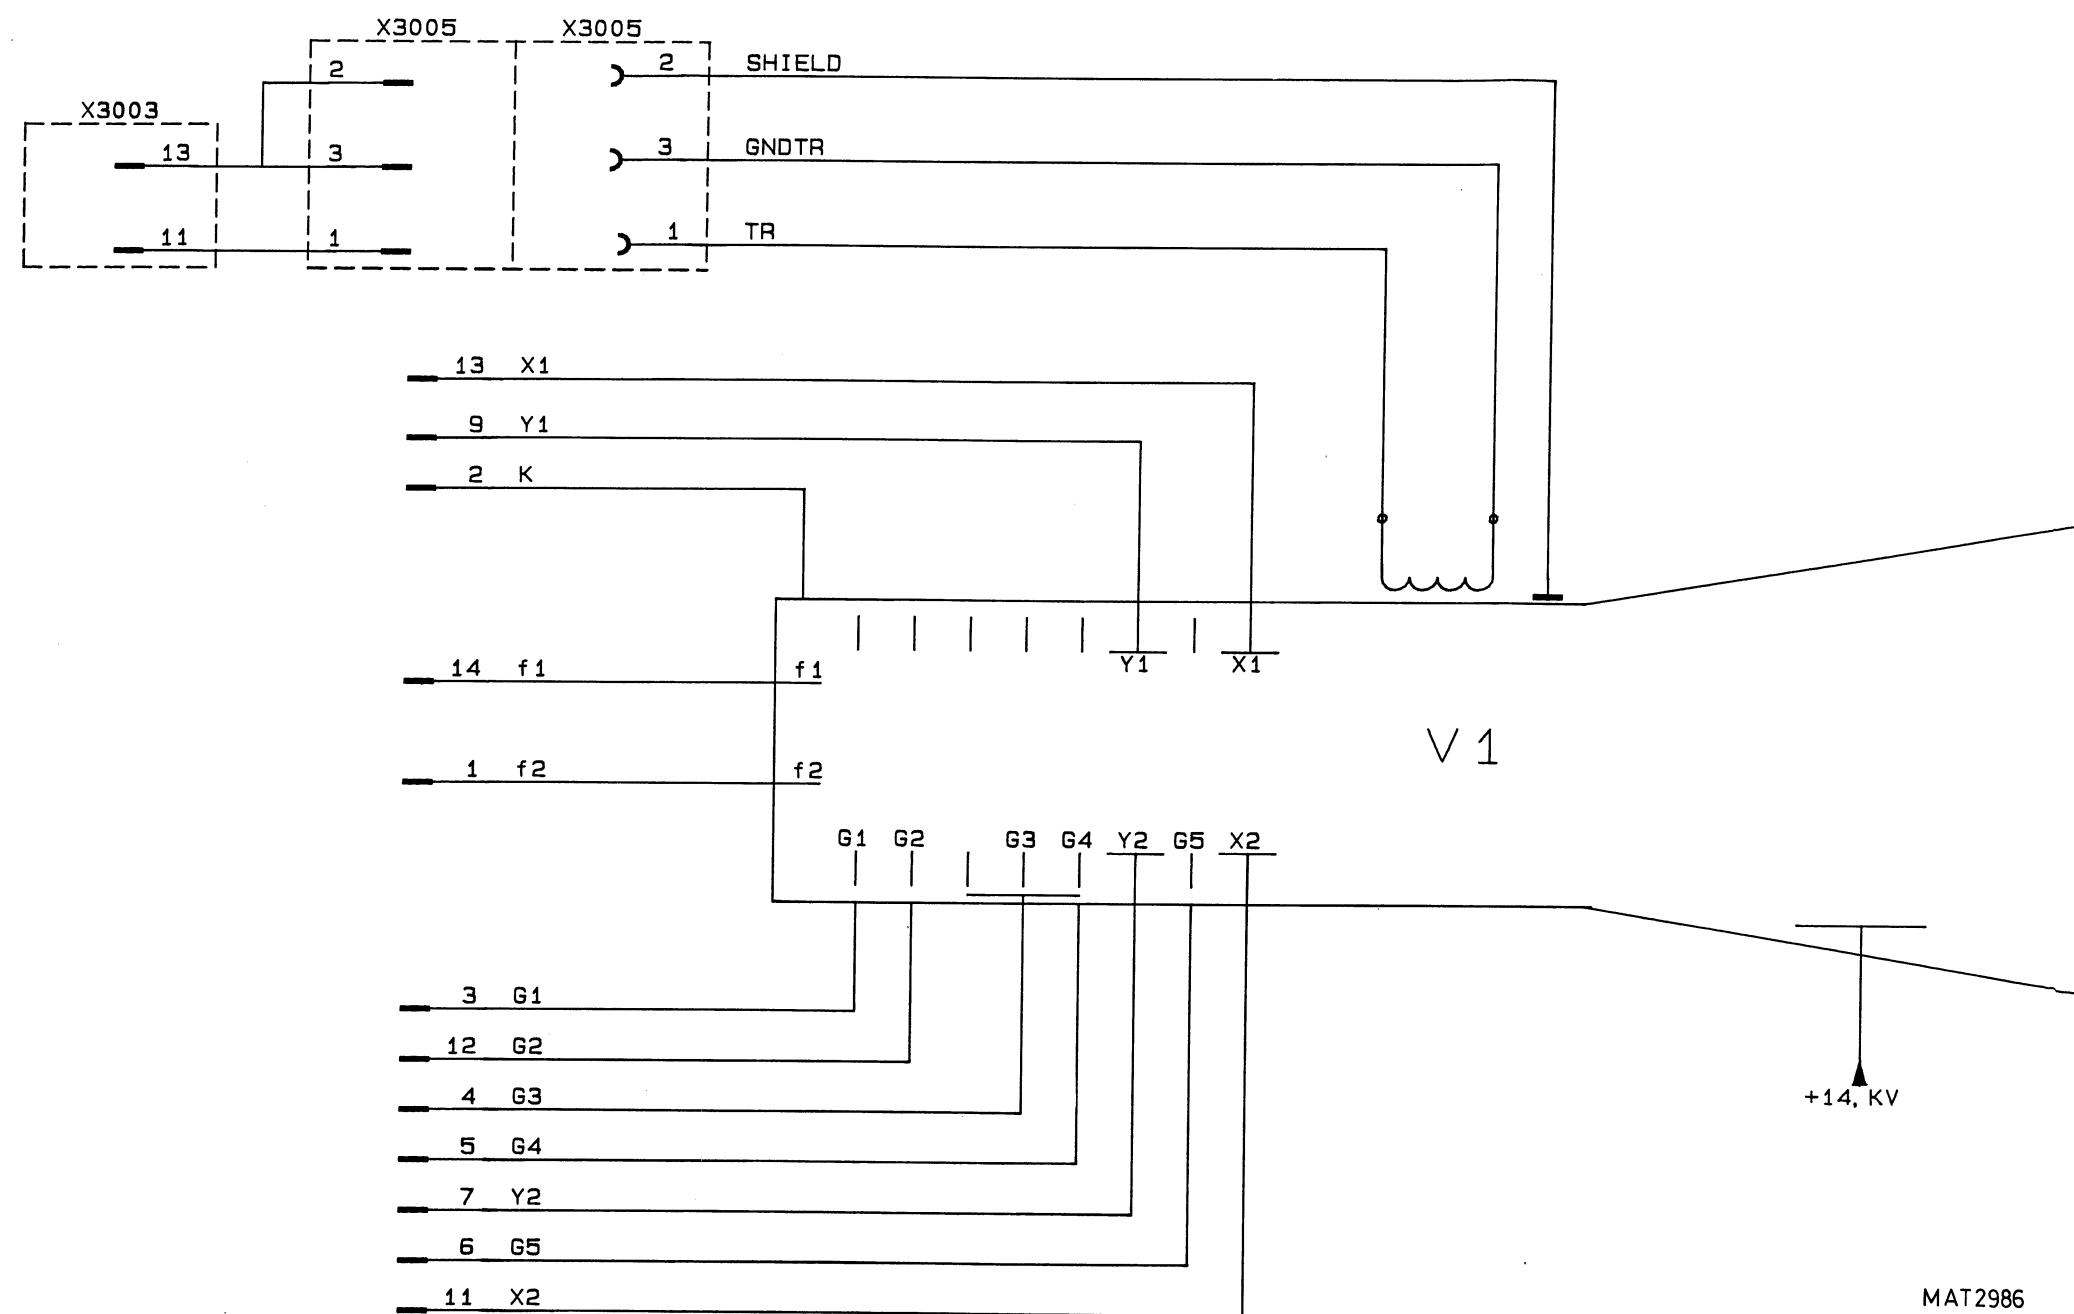 X3005 X3005
2 2 SHIELD
X3003
13 3 3 GNDTR
11 1 1 TR
13 X1
9 Y1
2 K
Y1 X1
14 f1 f1
V1
1 f2 f2
G1 G2 G3 G4 Y2 G5 X2
3 G1
12 G2
4 G3
+14, KV
5 G4
7 Y2
6 G5
11 X2
MAT2986